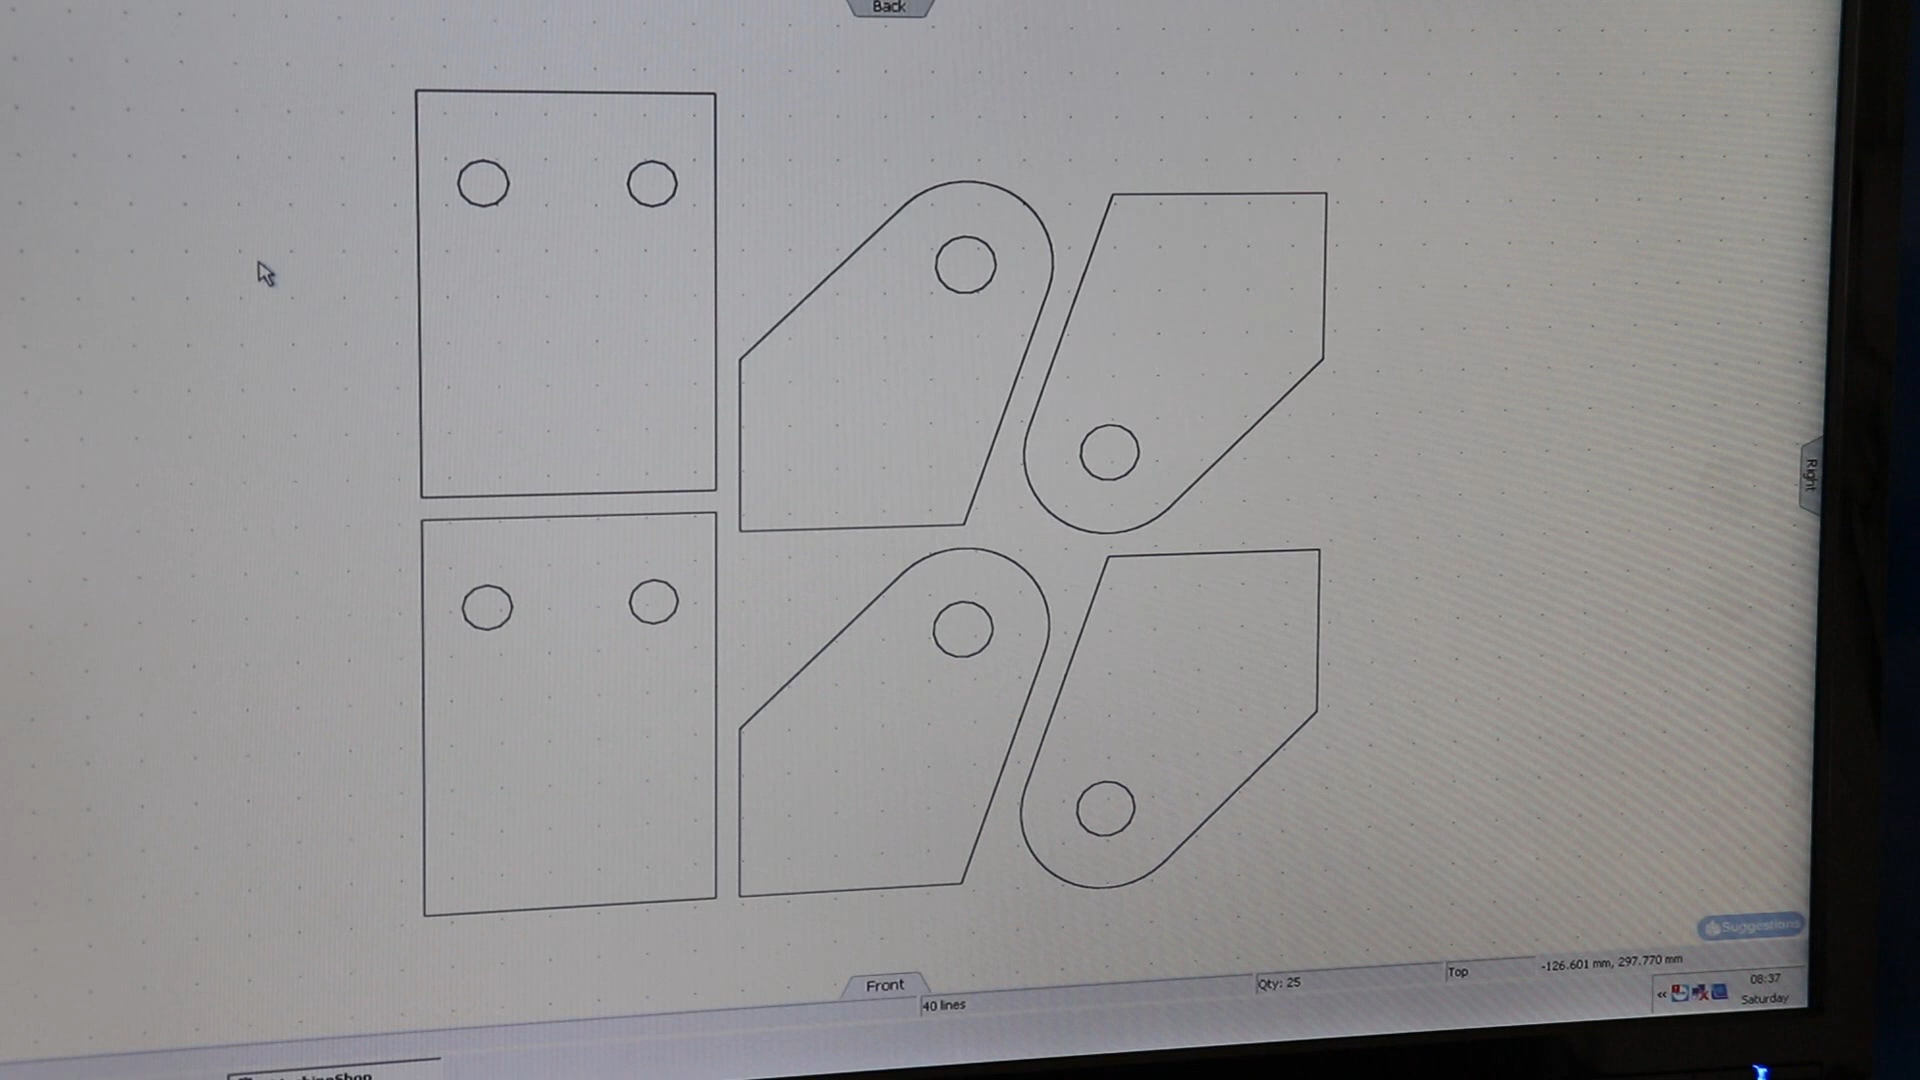 Back
Right
Suggestions
-126.601 mm, 297.770 mm
Top
Qty: 25
Front
40 lines
08:37
Saturday